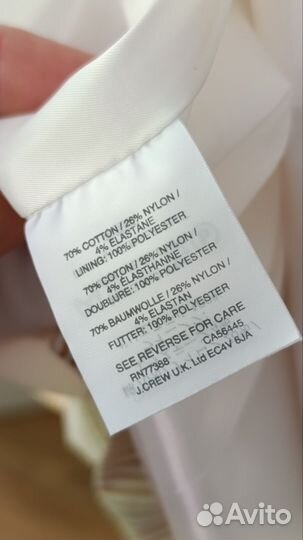 70% COTTON / 26% NYLON /
4% ELASTANE
LINING: 100% POLYESTER
70% COTON / 26% NYLON /
4% ELASTHANNE
DOUBLURE: 100% POLYESTER
70% BAUMWOLLE / 26% NYLON /
4% ELASTAN
FUTTER: 100% POLYESTER
SEE REVERSE FOR CARE
RN77388 CA56445
J.CREW U.K. Ltd EC4V 6JA
Avito